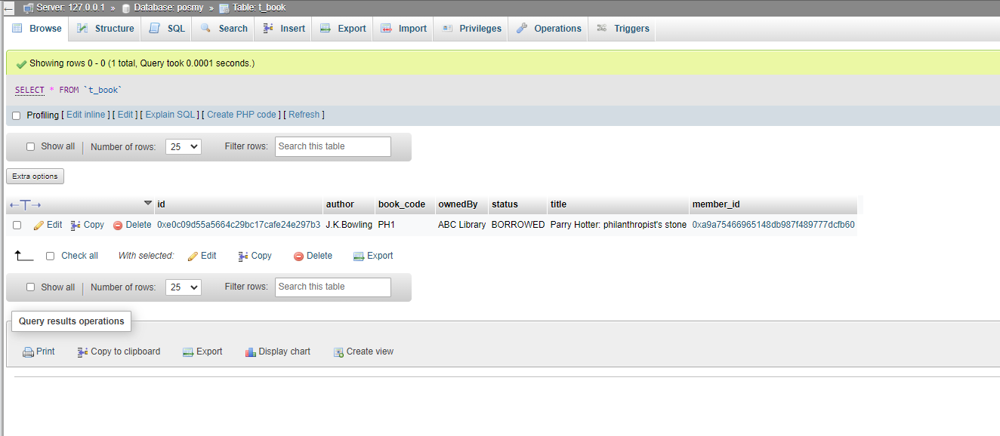 Server: 127.0.0.1 » Database: posmy » Table: t_book
Browse Structure SQL Search Insert Export Import Privileges Operations Triggers
Showing rows 0 - 0 (1 total, Query took 0.0001 seconds.)
SELECT * FROM `t_book`
Profiling [ Edit inline ] [ Edit ] [ Explain SQL ] [ Create PHP code ] [ Refresh ]
Show all Number of rows: 25 Filter rows: Search this table
Extra options
id author book_code ownedBy status title member_id
Edit Copy Delete 0xe0c09d55a5664c29bc17cafe24e297b3 J.K.Bowling PH1 ABC Library BORROWED Parry Hotter: philanthropist's stone 0xa9a75466965148db987f489777dcfb60
Check all With selected: Edit Copy Delete Export
Show all Number of rows: 25 Filter rows: Search this table
Query results operations
Print Copy to clipboard Export Display chart Create view